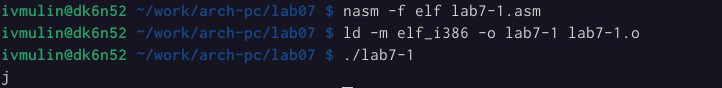 ivmulin@dk6n52 ~/work/arch-pc/lab07 $ nasm -f elf lab7-1.asm
ivmulin@dk6n52 ~/work/arch-pc/lab07 $ ld -m elf_i386 -o lab7-1 lab7-1.o
ivmulin@dk6n52 ~/work/arch-pc/lab07 $ ./lab7-1
j